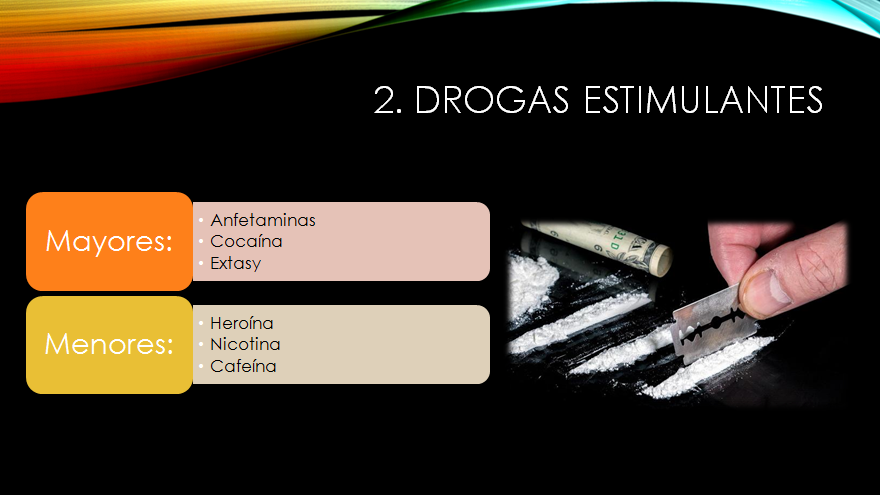 2. DROGAS ESTIMULANTES
Mayores:
• Anfetaminas
• Cocaína
• Extasy
Menores:
• Heroína
• Nicotina
• Cafeína